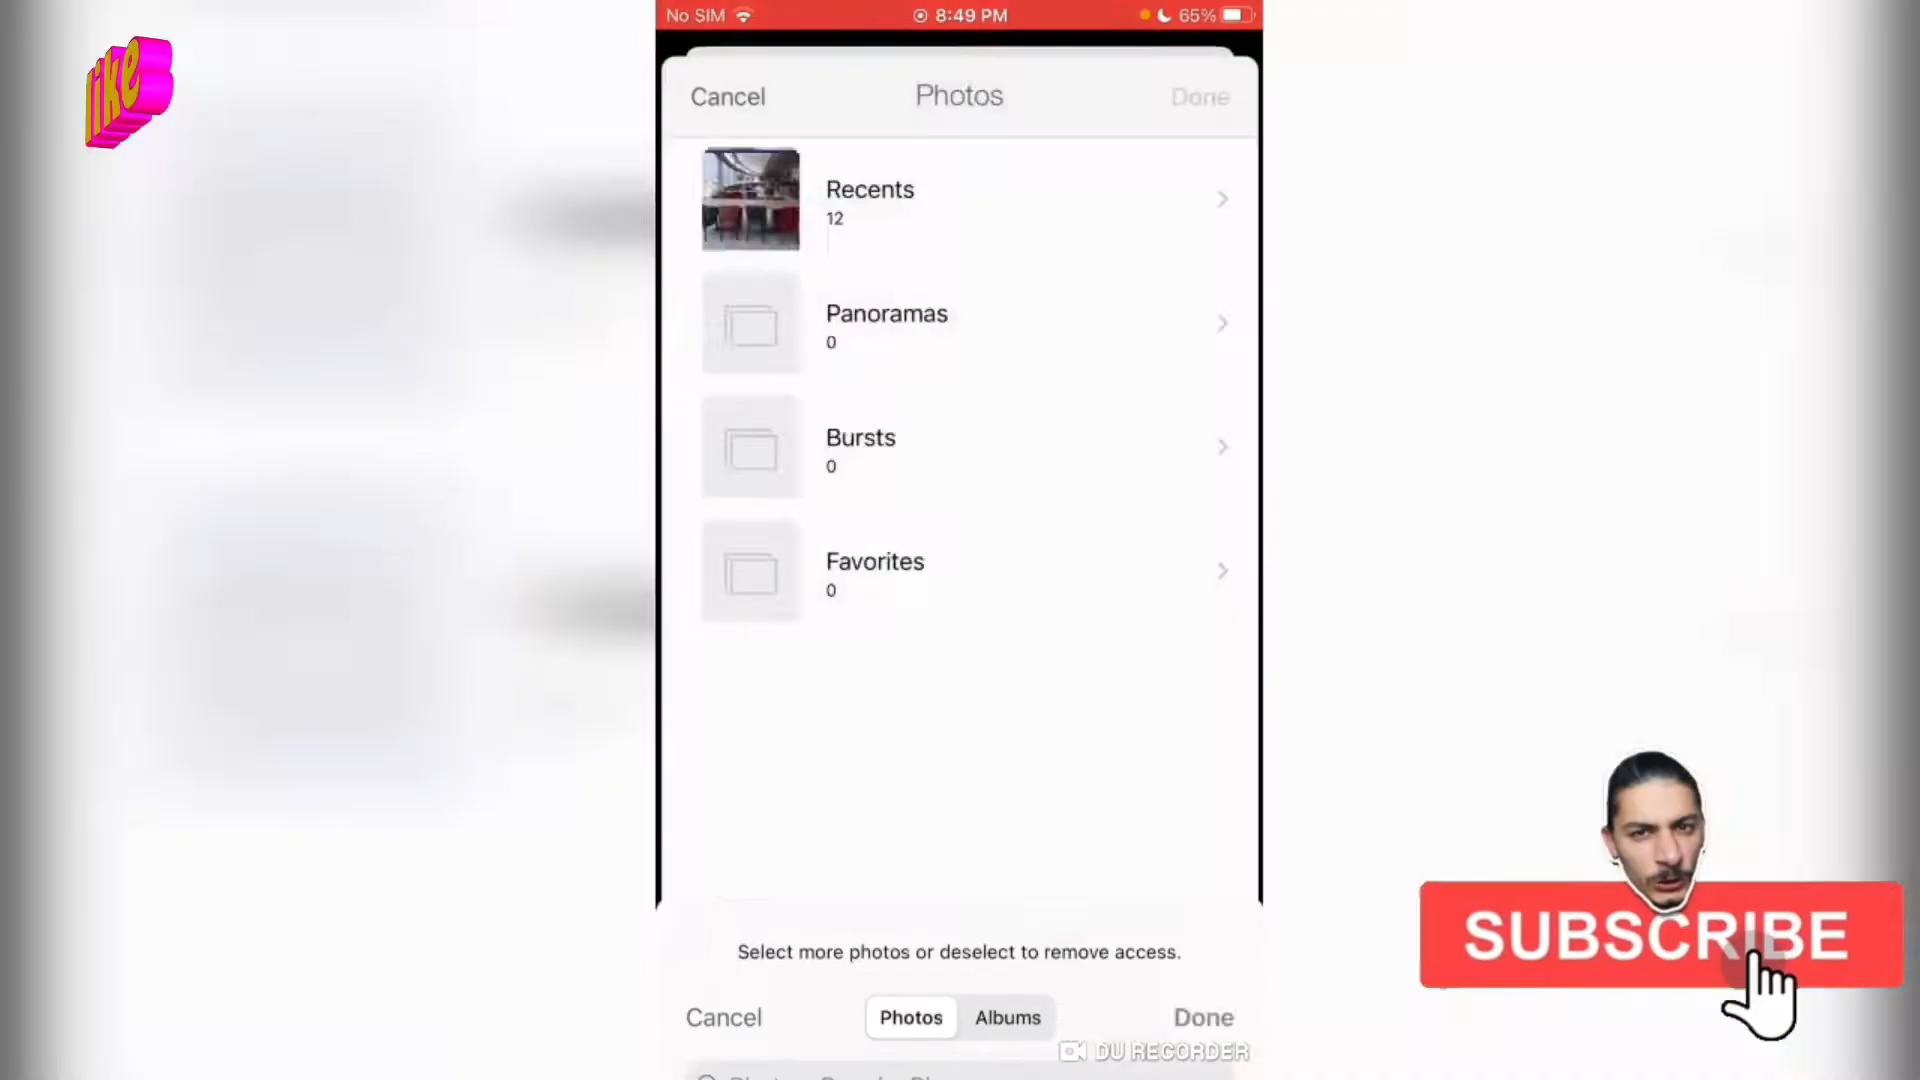 like
No SIM 8:49 PM 65%
Cancel Photos Done
Recents
12
Panoramas
0
Bursts
0
Favorites
0
Select more photos or deselect to remove access.
Cancel Photos Albums Done
DU RECORDER
SUBSCRIBE